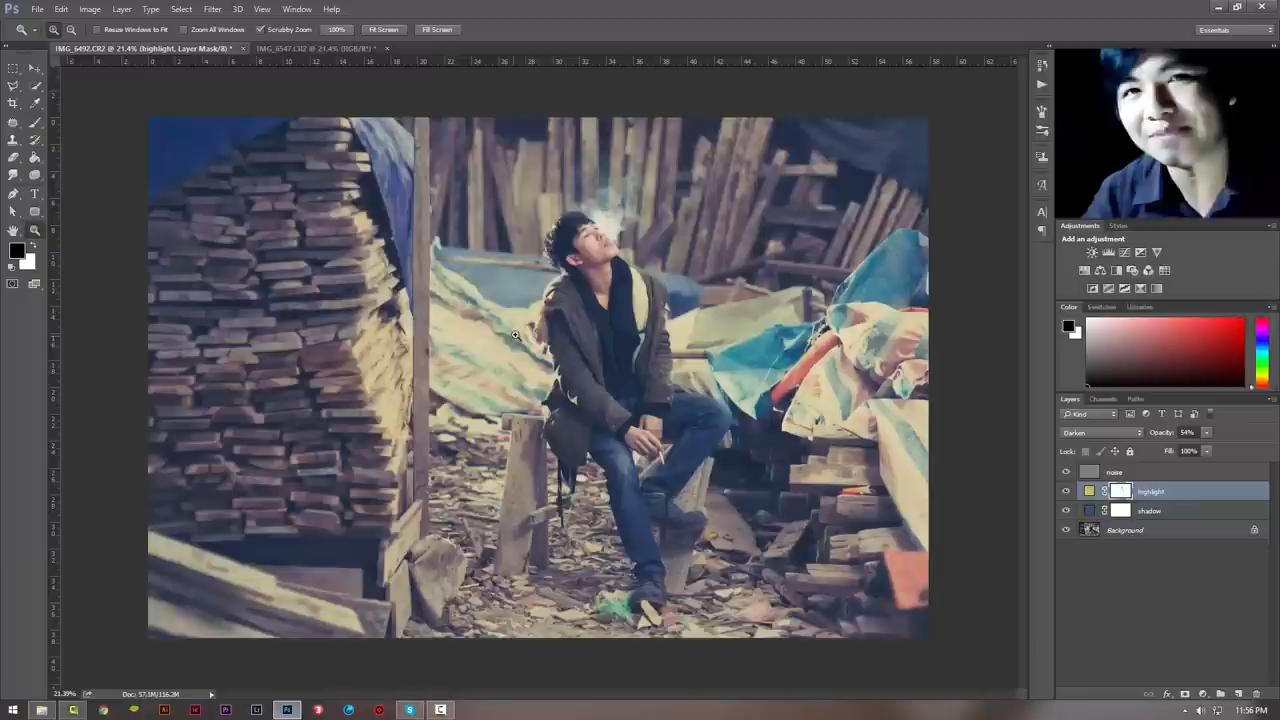 Ps File Edit Image Layer Type Select Filter 3D View Window Help
Resize Windows to Fit Zoom All Windows Scrubby Zoom 100% Fit Screen Fill Screen Essentials
IMG_6492.CR2 @ 21.4% (highlight, Layer Mask/8) * × IMG_6547.CR2 @ 21.4% (RGB/8*) * ×
Adjustments Styles
Add an adjustment
Color Swatches Libraries
Layers Channels Paths
Kind
Darken Opacity: 54%
Lock: Fill: 100%
noise
highlight
shadow
Background
21.39% Doc: 57.1M/116.2M
11:56 PM